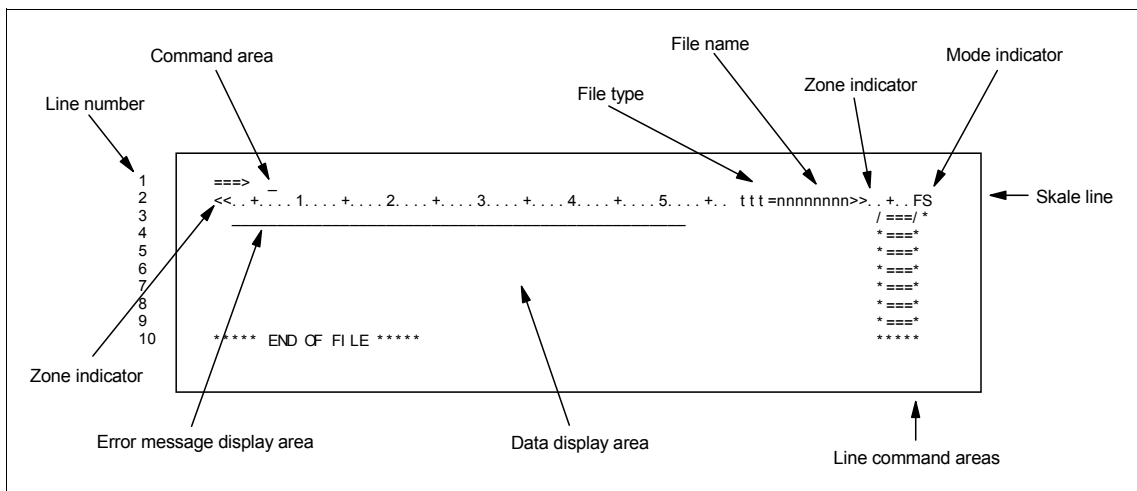 File name
Command area
Mode indicator
Zone indicator
File type
Line number
1 ===>
2 <<..+....1....+....2....+....3....+....4....+....5....+.. ttt=nnnnnnnn>>..+..FS
Skale line
3 /===/*
4 *===*
5 *===*
6 *===*
7 *===*
8 *===*
9 *===*
10 ***** END OF FILE ***** *****
Zone indicator
Error message display area
Data display area
Line command areas